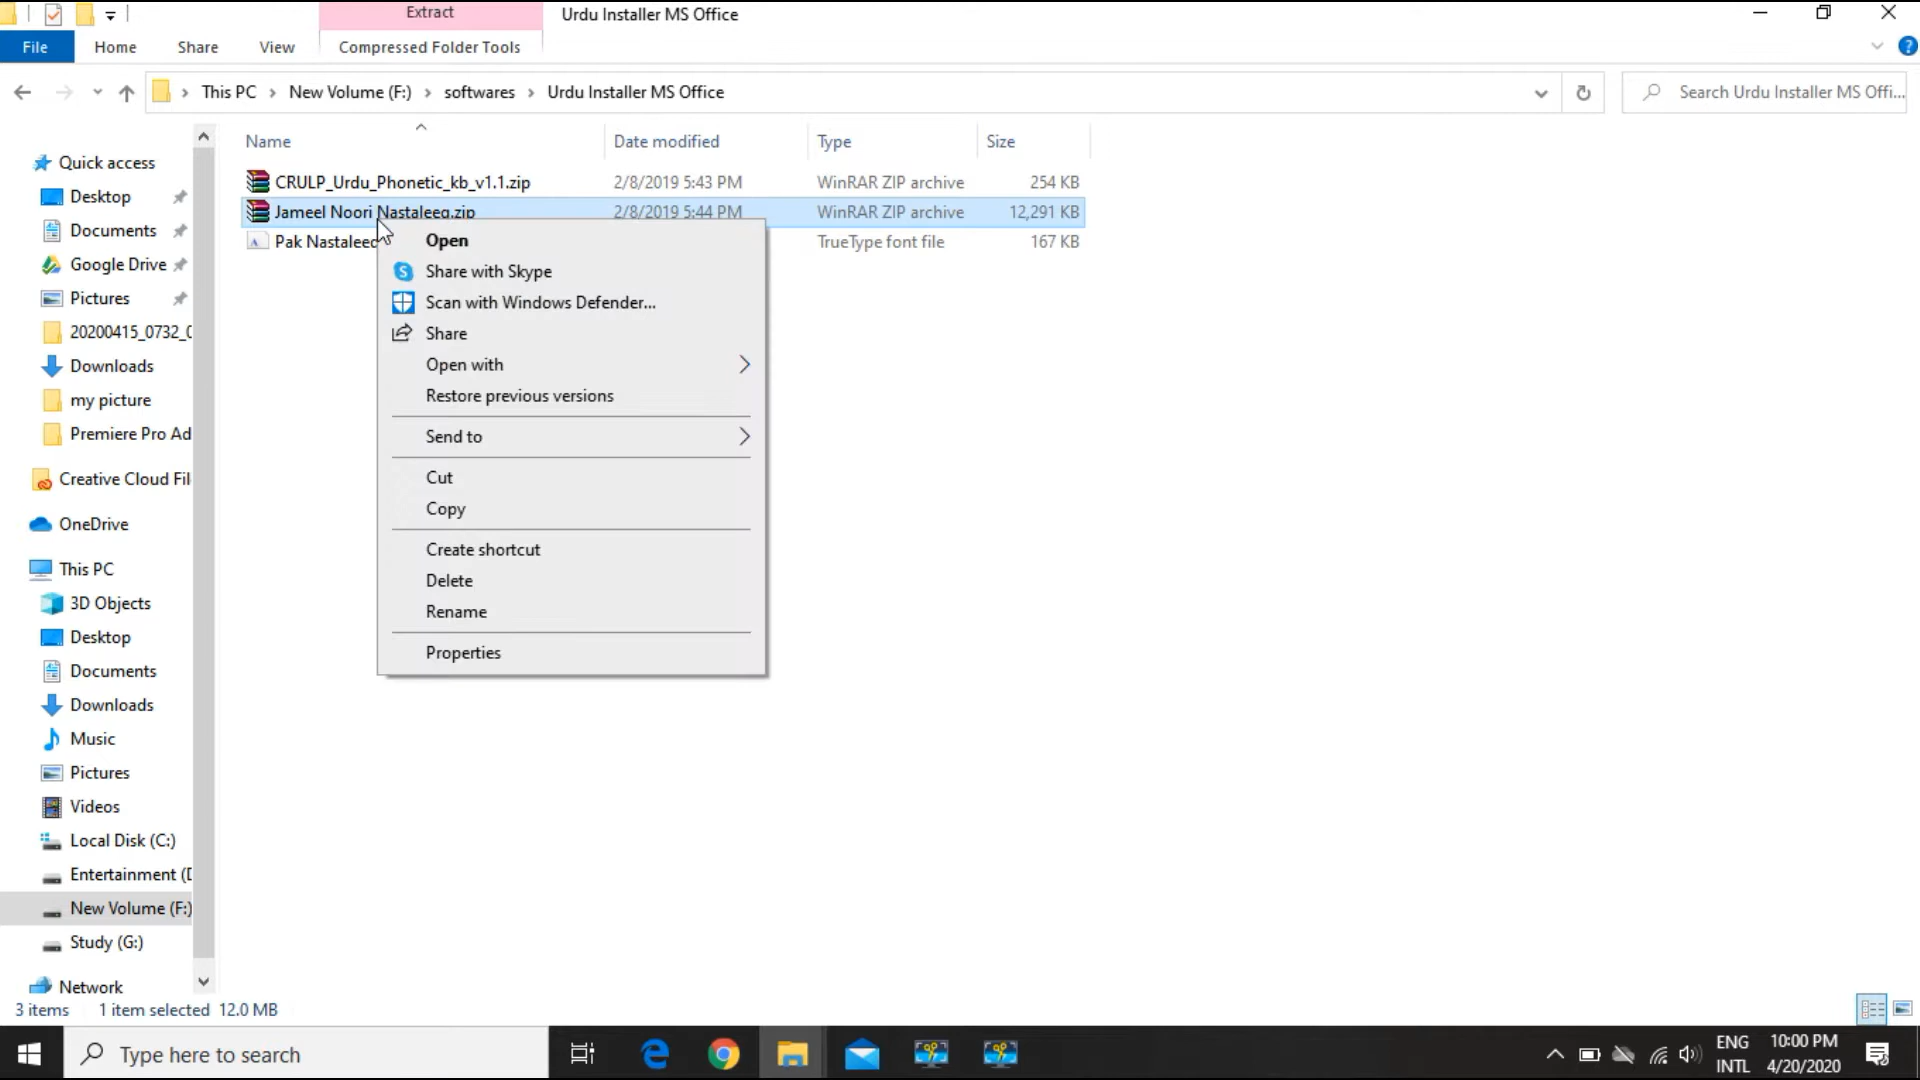 Extract
Urdu Installer MS Office
File Home Share View Compressed Folder Tools
This PC New Volume (F:) softwares Urdu Installer MS Office
Search Urdu Installer MS Offi...
Name Date modified Type Size
CRULP_Urdu_Phonetic_kb_v1.1.zip 2/8/2019 5:43 PM WinRAR ZIP archive 254 KB
Jameel Noori Nastaleeq.zip 2/8/2019 5:44 PM WinRAR ZIP archive 12,291 KB
Pak Nastaleeq TrueType font file 167 KB
Open
Share with Skype
Scan with Windows Defender...
Share
Open with
Restore previous versions
Send to
Cut
Copy
Create shortcut
Delete
Rename
Properties
Quick access
Desktop
Documents
Google Drive
Pictures
20200415_0732_0
Downloads
my picture
Premiere Pro Ad
Creative Cloud Fil
OneDrive
This PC
3D Objects
Desktop
Documents
Downloads
Music
Pictures
Videos
Local Disk (C:)
Entertainment (D
New Volume (F:)
Study (G:)
Network
3 items 1 item selected 12.0 MB
Type here to search
ENG
INTL
10:00 PM
4/20/2020